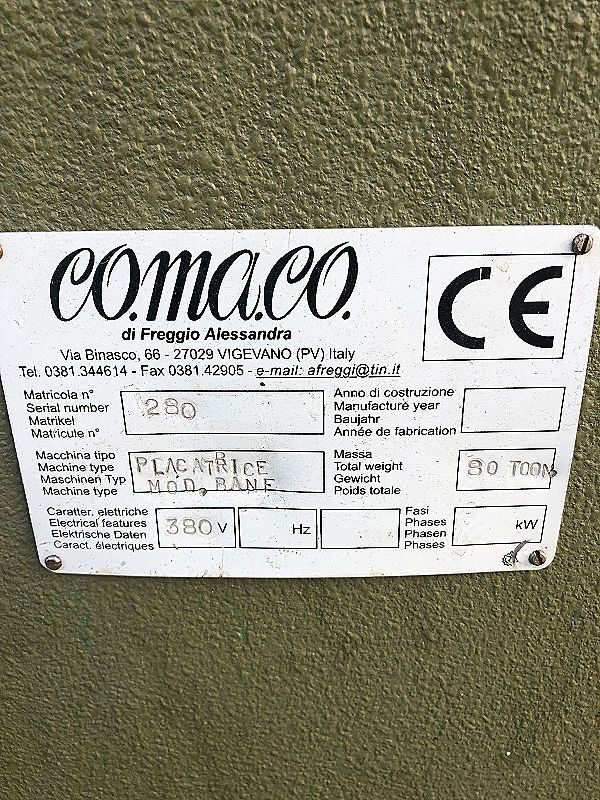 CO.MA.CO.
di Freggio Alessandra
Via Binasco, 66 - 27029 VIGEVANO (PV) Italy
Tel. 0381.344614 - Fax 0381.42905 - e-mail: afreggi@tin.it
CE
Matricola n°
Serial number
Matrikel
Matricule n°
280
Anno di costruzione
Manufacture year
Baujahr
Année de fabrication
Macchina tipo
Machine type
Maschinen Typ
Machine type
PLACATRICE
MOD,
Massa
Total weight
Gewicht
Poids totale
80 TOON
Caratter. elettriche
Electrical features
Elektrische Daten
Caract. électriques
380 V
Hz
Fasi
Phases
Phasen
Phases
kW